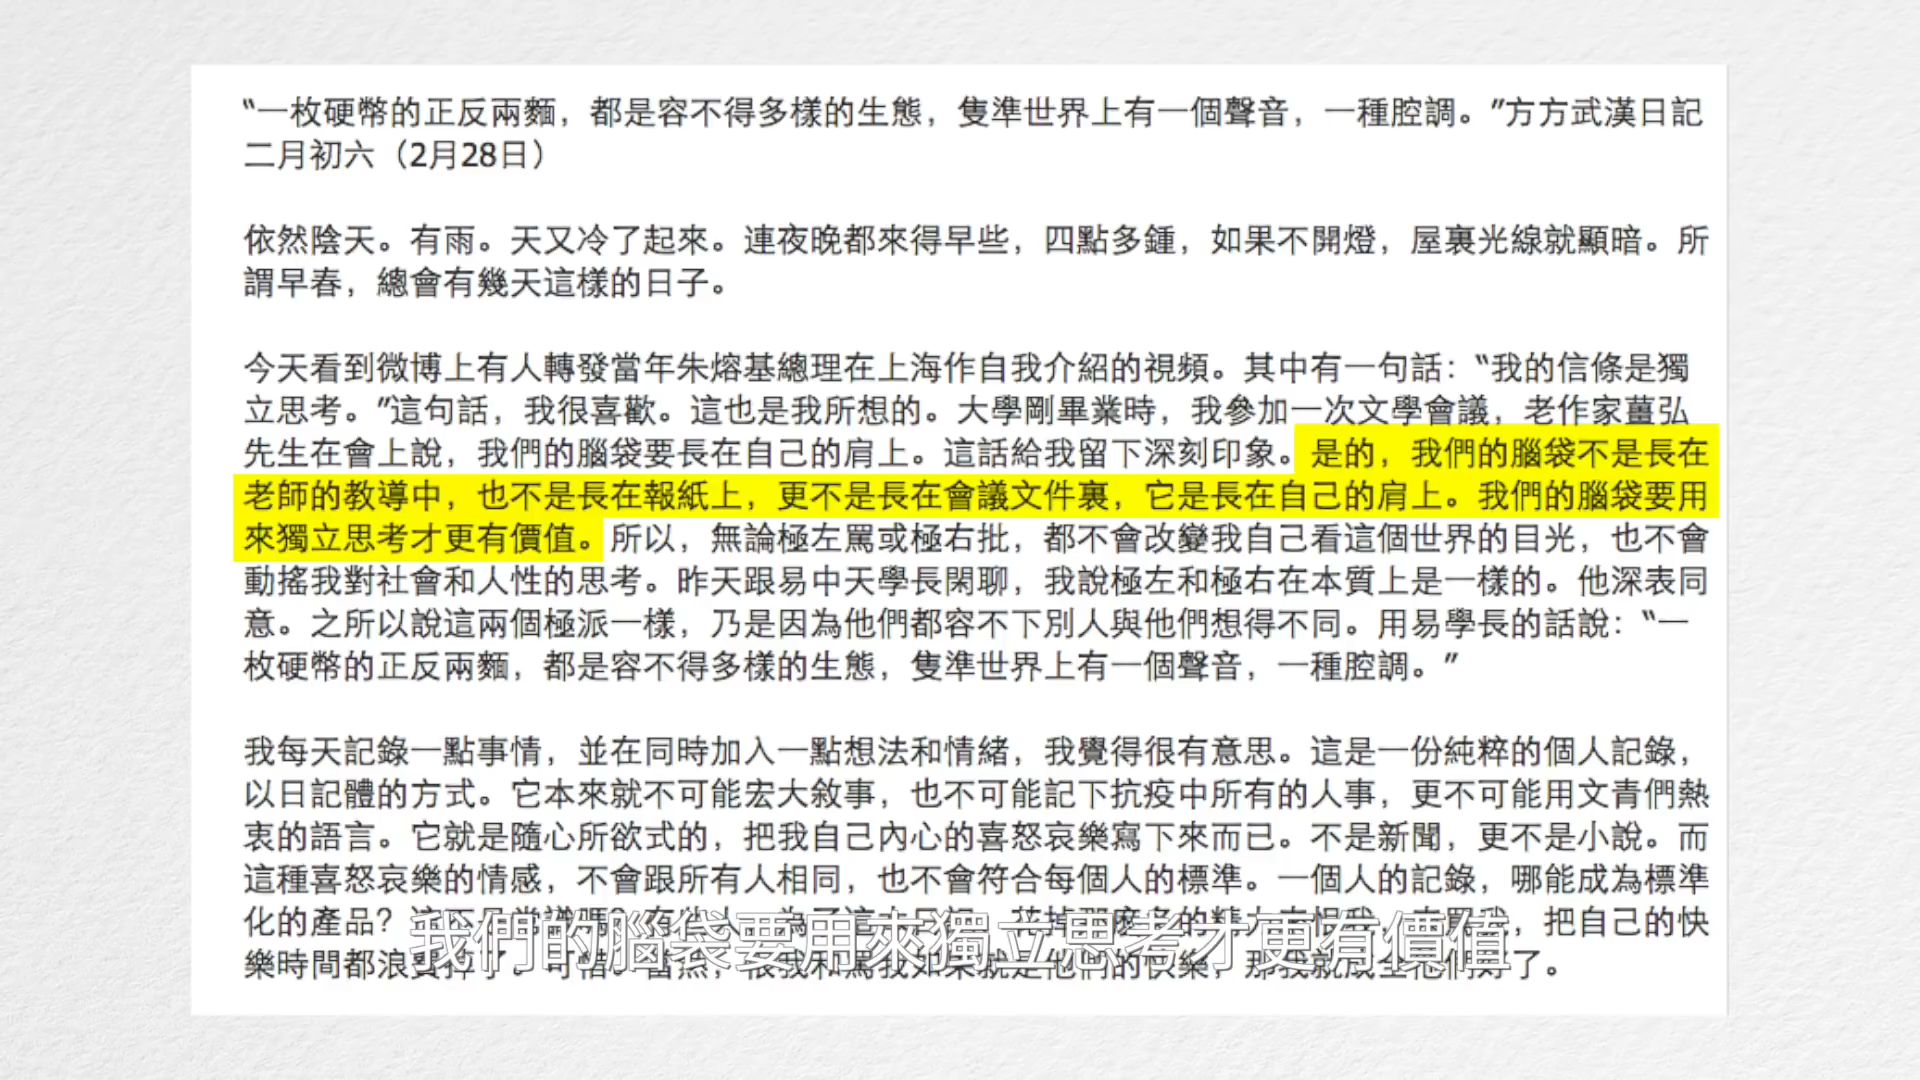 “一枚硬幣的正反兩麵，都是容不得多樣的生態，隻準世界上有一個聲音，一種腔調。”方方武漢日記
二月初六（2月28日）
依然陰天。有雨。天又冷了起來。連夜晚都來得早些，四點多鍾，如果不開燈，屋裏光線就顯暗。所
謂早春，總會有幾天這樣的日子。
今天看到微博上有人轉發當年朱熔基總理在上海作自我介紹的視頻。其中有一句話：“我的信條是獨
立思考。”這句話，我很喜歡。這也是我所想的。大學剛畢業時，我參加一次文學會議，老作家薑弘
先生在會上說，我們的腦袋要長在自己的肩上。這話給我留下深刻印象。是的，我們的腦袋不是長在
老師的教導中，也不是長在報紙上，更不是長在會議文件裏，它是長在自己的肩上。我們的腦袋要用
來獨立思考才更有價值。所以，無論極左罵或極右批，都不會改變我自己看這個世界的目光，也不會
動搖我對社會和人性的思考。昨天跟易中天學長閑聊，我說極左和極右在本質上是一樣的。他深表同
意。之所以說這兩個極派一樣，乃是因為他們都容不下別人與他們想得不同。用易學長的話說：“一
枚硬幣的正反兩麵，都是容不得多樣的生態，隻準世界上有一個聲音，一種腔調。”
我每天記錄一點事情，並在同時加入一點想法和情緒，我覺得很有意思。這是一份純粹的個人記錄，
以日記體的方式。它本來就不可能宏大敘事，也不可能記下抗疫中所有的人事，更不可能用文青們熱
衷的語言。它就是隨心所欲式的，把我自己內心的喜怒哀樂寫下來而已。不是新聞，更不是小說。而
這種喜怒哀樂的情感，不會跟所有人相同，也不會符合每個人的標準。一個人的記錄，哪能成為標準
化的產品？，把自己的快
樂時間都浪費掉了。可惜。當然，恨我和罵我如果就是他們的快樂，那我就成全他們好了。
我們的腦袋要用來獨立思考才更有價值